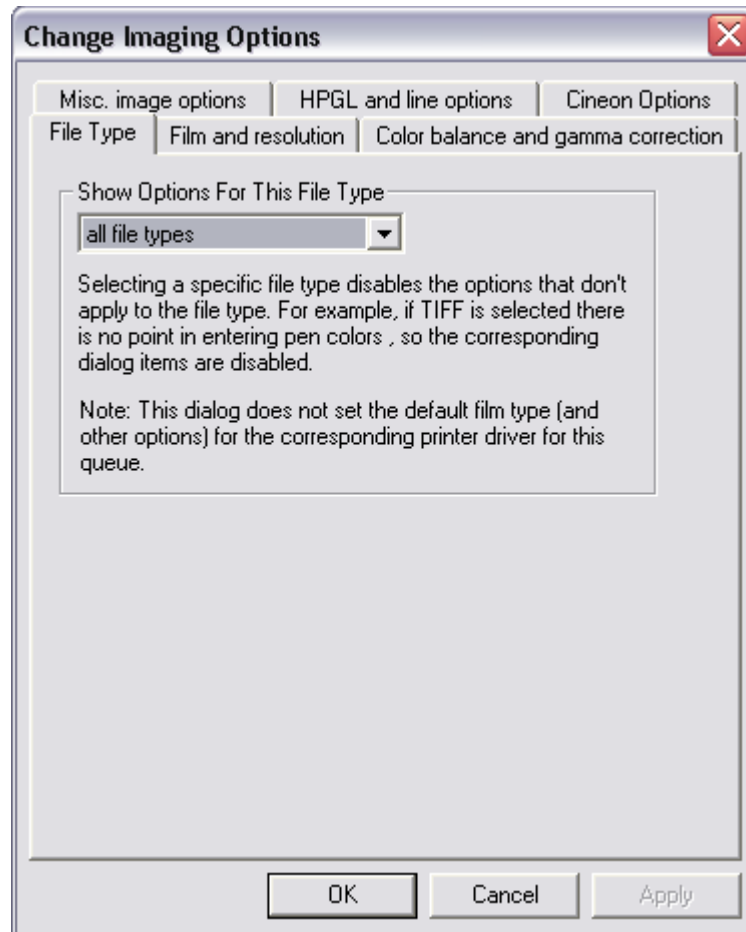 Change Imaging Options
Misc. image options
HPGL and line options
Cineon Options
File Type
Film and resolution
Color balance and gamma correction
Show Options For This File Type
all file types
Selecting a specific file type disables the options that don't
apply to the file type. For example, if TIFF is selected there
is no point in entering pen colors , so the corresponding
dialog items are disabled.
Note: This dialog does not set the default film type (and
other options) for the corresponding printer driver for this
queue.
OK
Cancel
Apply